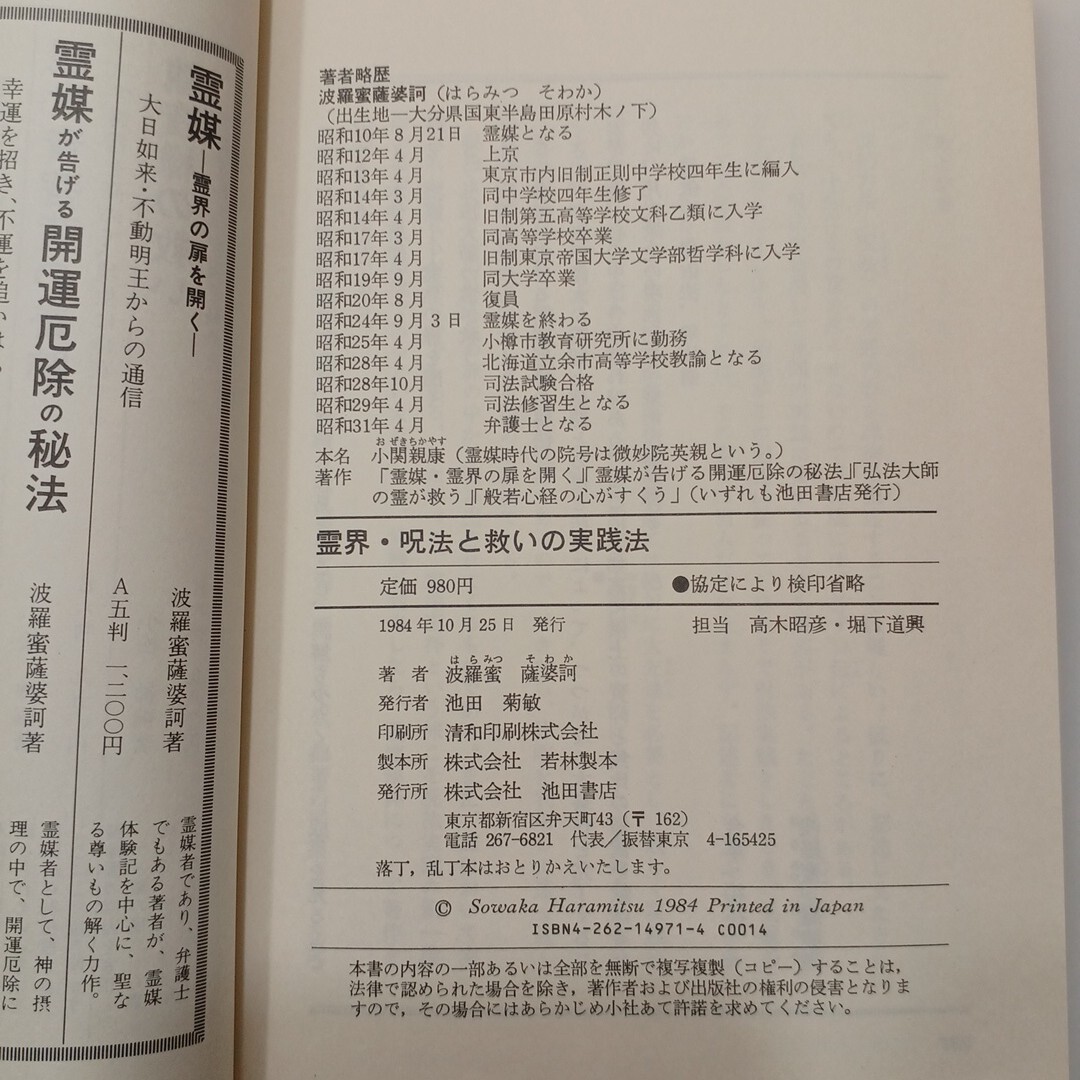 著者略歴
波羅蜜薩婆訶（はらみつ　そわか）
（出生地―大分県国東半島田原村木ノ下）
昭和10年8月21日　霊媒となる
昭和12年4月　上京
昭和13年4月　東京市内旧制正則中学校四年生に編入
昭和14年3月　同中学校四年生修了
昭和14年4月　旧制第五高等学校文科乙類に入学
昭和17年3月　同高等学校卒業
昭和17年4月　旧制東京帝国大学文学部哲学科に入学
昭和19年9月　同大学卒業
昭和20年8月　復員
昭和24年9月3日　霊媒を終わる
昭和25年4月　小樽市教育研究所に勤務
昭和28年4月　北海道立余市高等学校教諭となる
昭和28年10月　司法試験合格
昭和29年4月　司法修習生となる
昭和31年4月　弁護士となる
おぜきちかやす
本名　小関親康（霊媒時代の院号は微妙院英親という。）
著作　「霊媒・霊界の扉を開く」「霊媒が告げる開運厄除の秘法」「弘法大師
の霊が救う」「般若心経の心がすくう」（いずれも池田書店発行）
霊界・呪法と救いの実践法
定価 980円　●協定により検印省略
1984年10月25日　発行　担当　高木昭彦・堀下道興
はらみつ　そわか
著　者　波羅蜜　薩婆訶
発行者　池田　菊敏
印刷所　清和印刷株式会社
製本所　株式会社　若林製本
発行所　株式会社　池田書店
東京都新宿区弁天町43（〒162）
電話 267-6821　代表／振替東京　4-165425
落丁，乱丁本はおとりかえいたします。
© Sowaka Haramitsu 1984 Printed in Japan
ISBN4-262-14971-4 C0014
本書の内容の一部あるいは全部を無断で複写複製（コピー）することは，
法律で認められた場合を除き，著作者および出版社の権利の侵害となりま
すので，その場合にはあらかじめ小社あて許諾を求めてください。
霊媒―霊界の扉を開く―
大日如来・不動明王からの通信
波羅蜜薩婆訶著
A五判　一、二〇〇円
霊媒者であり、弁護士
でもある著者が、霊媒
体験記を中心に、聖な
る尊いもの解く力作。
霊媒が告げる開運厄除の秘法
幸運を招き、不運を追い
波羅蜜薩婆訶著
霊媒者として、神の摂
理の中で、開運厄除に